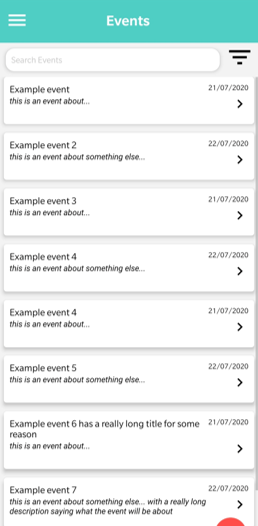 Events
Search Events
Example event
21/07/2020
this is an event about...
Example event 2
22/07/2020
this is an event about something else...
Example event 3
21/07/2020
this is an event about...
Example event 4
22/07/2020
this is an event about something else...
Example event 4
21/07/2020
this is an event about...
Example event 5
22/07/2020
this is an event about something else...
Example event 6 has a really long title for some
21/07/2020
reason
this is an event about...
Example event 7
22/07/2020
this is an event about something else... with a really long
description saying what the event will be about